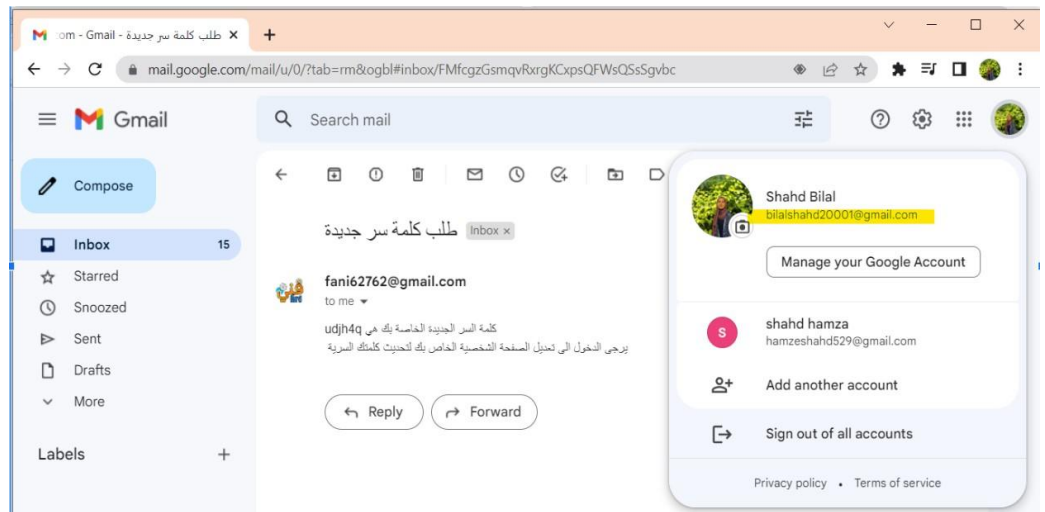 طلب كلمة سر جديدة - om - Gmail
mail.google.com/mail/u/0/?tab=rm&ogbl#inbox/FMfcgzGsmqvRxrgKCxpsQFWsQSsSgvbc
Gmail
Search mail
Compose
Inbox 15
Starred
Snoozed
Sent
Drafts
More
Labels
طلب كلمة سر جديدة Inbox x
فني
fani62762@gmail.com
to me
كلمة السر الجديدة الخاصة بك هي udjh4q
يرجى الدخول الى تعديل الصفحة الشخصية الخاص بك لتحديث كلمتك السرية
Reply Forward
Shahd Bilal
bilalshahd20001@gmail.com
Manage your Google Account
S
shahd hamza
hamzeshahd529@gmail.com
Add another account
Sign out of all accounts
Privacy policy • Terms of service